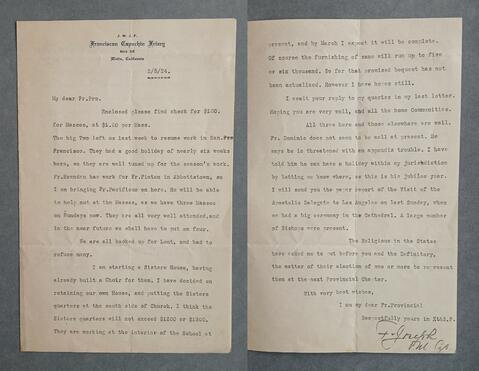 J.M.J.F.
Franciscan Capuchin Friary
Box
California
2/8/24.
My dear Fr.Pro.
Enclosed please find check for $100.
for Masses, at $1.00 per Mass.
The big Two left us last week to resume work in San.Fra
Francisco. They had a good holiday of nearly six weeks
here, so they are well tuned up for the season's work.
Fr. has work for Fr. in Abbottstown, so
I am bringing Fr.Pacificus on here. He will be able
to help out at the Masses, as we have three Masses
on Sundays now. They are all very well attended,and
in the near future we shall have to put on four.
We are all booked up for Lent, and had to
refuse many.
I am starting a Sisters House, having
already built a Choir for them. I have decided on
retaining our own House, and putting the Sisters
quarters at the south side of Church. I think the
Sisters quarters will not exceed $1200 or $1300.
They are working at the interior of the School at
present, and by March I expect it will be complete.
Of course the furnishing of same will run up to five
or six thousand. So far that promised bequest has not
been actualized. However I have hopes still.
I await your reply to my queries in my last letter.
Hoping you are very well, and all the home Communities.
All three here and those elsewhere are well.
Fr. Dominic does not seem to be well at present. He
says he is threatened with an appendix trouble. I have
told him he can have a holiday within my jurisdiction
by letting me know where, as this is his jubilee year.
I will send you the paper report of the Visit of the
Apostolic Delegate to Los Angeles on last Sunday, when
we had a big ceremony in the Cathedral. A large number
of Bishops were present.
The Religious in the States
have asked me to put before you and the Definitory,
the matter of their election of one or more to represent
them at the next Provincial Chapter.
With very best wishes,
I am my dear Fr.Provincial
Respectfully yours in
Fr Joseph